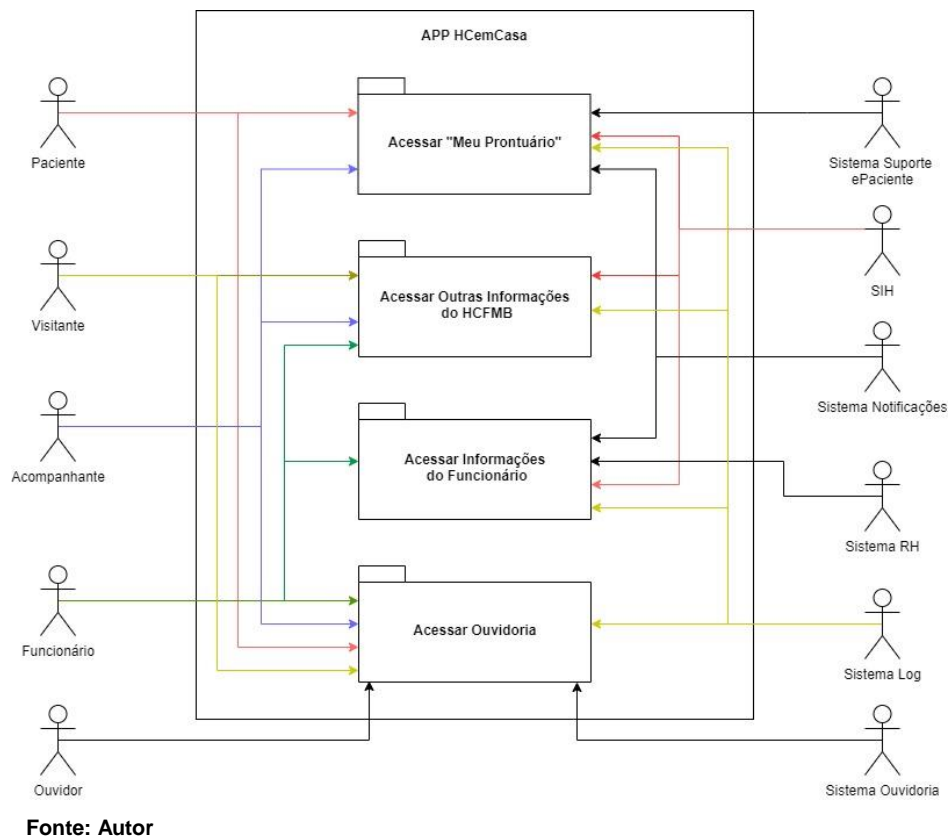 APP HCemCasa
Paciente
Acessar "Meu Prontuário"
Sistema Suporte
ePaciente
SIH
Visitante
Acessar Outras Informações
do HCFMB
Sistema Notificações
Acompanhante
Acessar Informações
do Funcionário
Sistema RH
Funcionário
Acessar Ouvidoria
Sistema Log
Ouvidor
Sistema Ouvidoria
Fonte: Autor